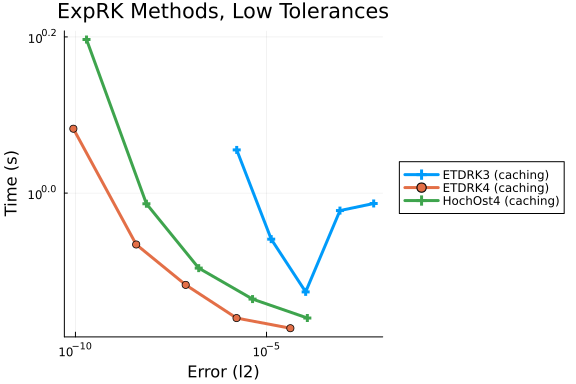 ExpRK Methods, Low Tolerances
10^0.2
10^0.0
Time (s)
10^-10
10^-5
Error (l2)
ETDRK3 (caching)
ETDRK4 (caching)
HochOst4 (caching)